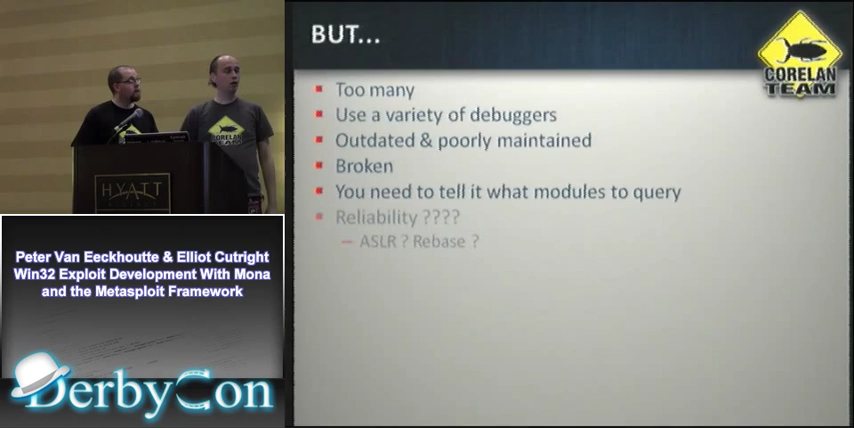 BUT...
CORELAN
TEAM
Too many
Use a variety of debuggers
Outdated & poorly maintained
Broken
You need to tell it what modules to query
Reliability ????
– ASLR ? Rebase ?
HYATT
Peter Van Eeckhoutte & Elliot Cutright
Win32 Exploit Development With Mona
and the Metasploit Framework
DerbyCon